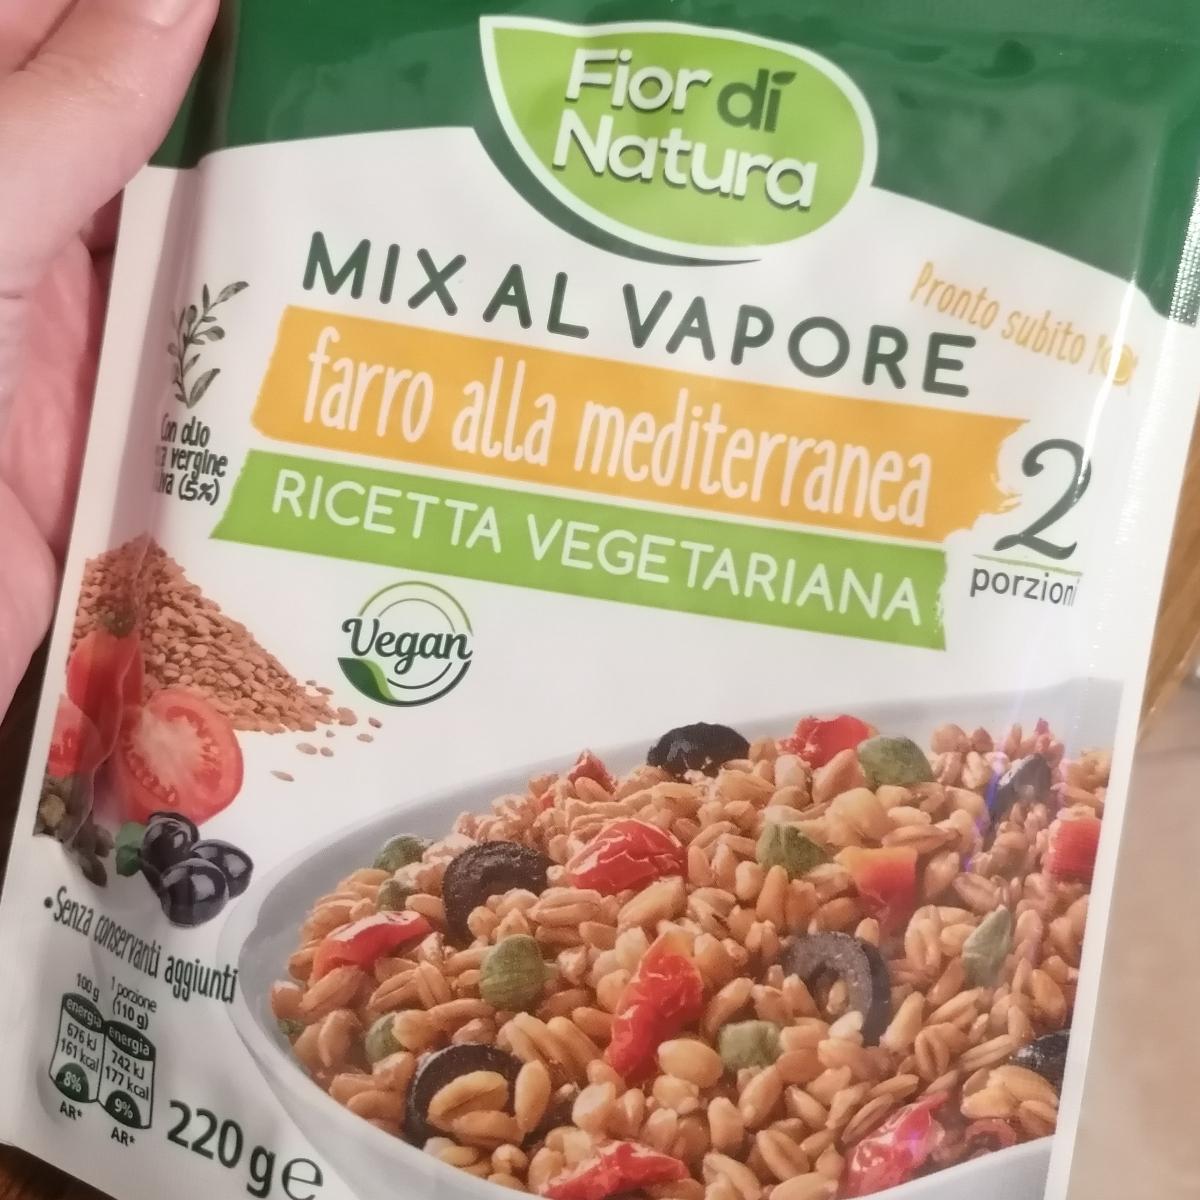 Fior di
Natura
MIX AL VAPORE
Pronto subito
farro alla mediterranea
RICETTA VEGETARIANA
2
porzioni
Con olio
vergine
(5%)
Vegan
• Senza conservanti aggiunti
100 g
energia
676 kJ
161 kcal
8%
AR*
1 porzione
(110 g)
energia
742 kJ
177 kcal
9%
AR*
220 g e